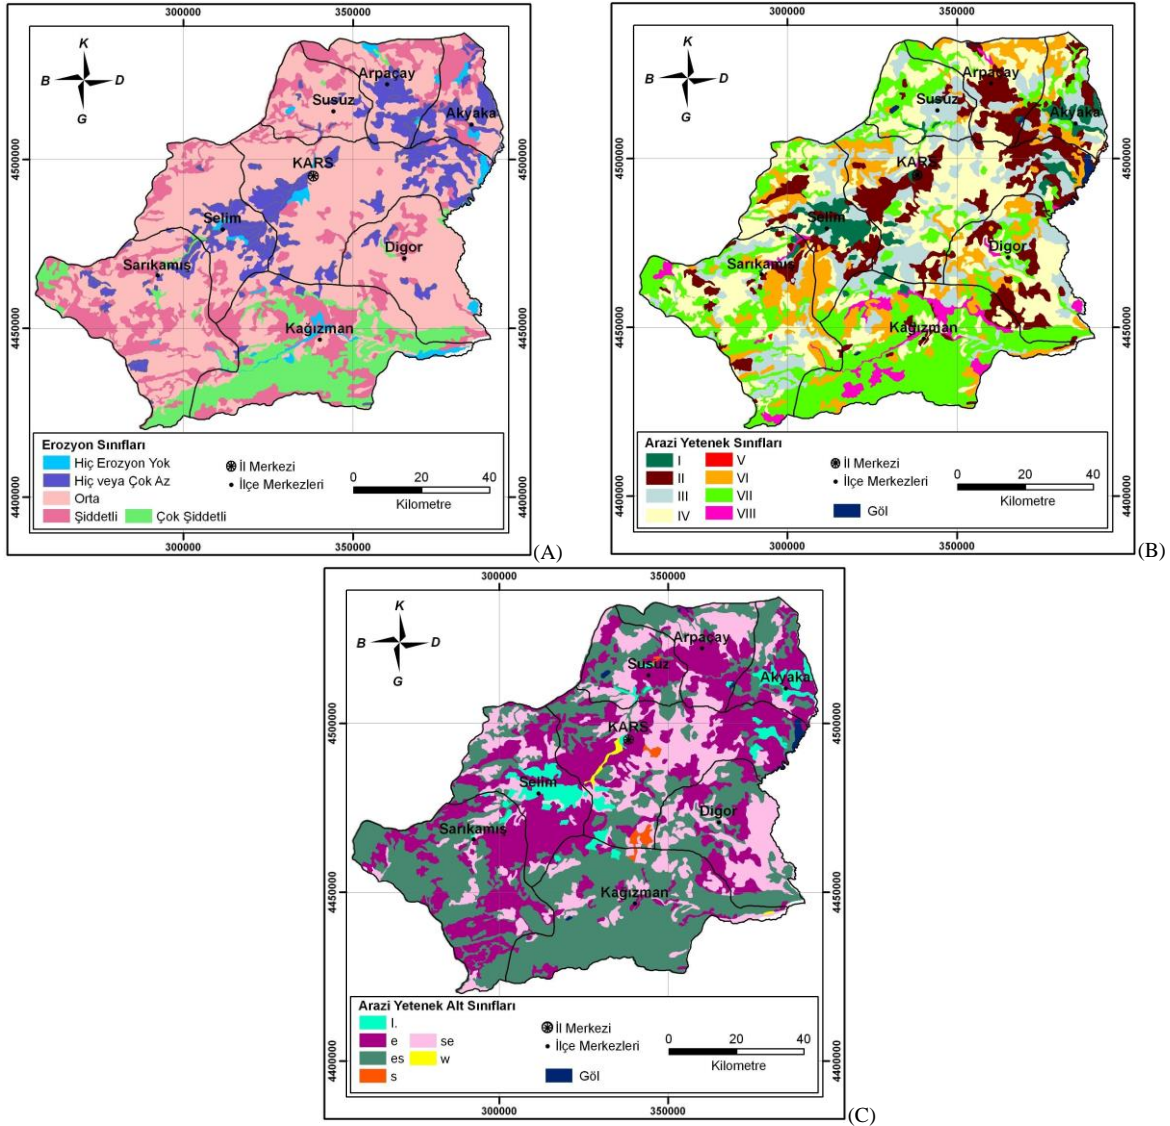 300000 350000
K
B D
G
Arpaçay
Susuz
Akyaka
KARS
Selim
Digor
Sarıkamış
Kağızman
4500000
4450000
4400000
4500000
4450000
4400000
Erozyon Sınıfları
Hiç Erozyon Yok
Hiç veya Çok Az
Orta
Şiddetli
Çok Şiddetli
İl Merkezi
İlçe Merkezleri
0 20 40
Kilometre
300000 350000
(A)
300000 350000
K
B D
G
Arpaçay
Susuz
Akyaka
KARS
Selim
Digor
Sarıkamış
Kağızman
4500000
4450000
4400000
4500000
4450000
4400000
Arazi Yetenek Sınıfları
I V
II VI
III VII
IV VIII
İl Merkezi
İlçe Merkezleri
Göl
0 20 40
Kilometre
300000 350000
(B)
300000 350000
K
B D
G
Arpaçay
Susuz
Akyaka
KARS
Selim
Digor
Sarıkamış
Kağızman
4500000
4450000
4400000
4500000
4450000
4400000
Arazi Yetenek Alt Sınıfları
I.
e se
es w
s
İl Merkezi
İlçe Merkezleri
Göl
0 20 40
Kilometre
300000 350000
(C)